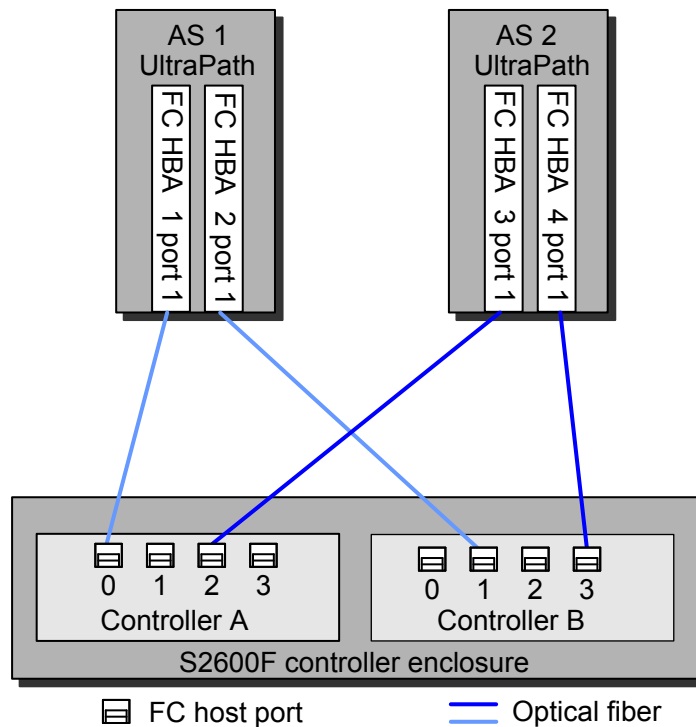 AS 1
UltraPath
FC HBA 1 port 1
FC HBA 2 port 1
AS 2
UltraPath
FC HBA 3 port 1
FC HBA 4 port 1
0 1 2 3
Controller A
0 1 2 3
Controller B
S2600F controller enclosure
FC host port
Optical fiber